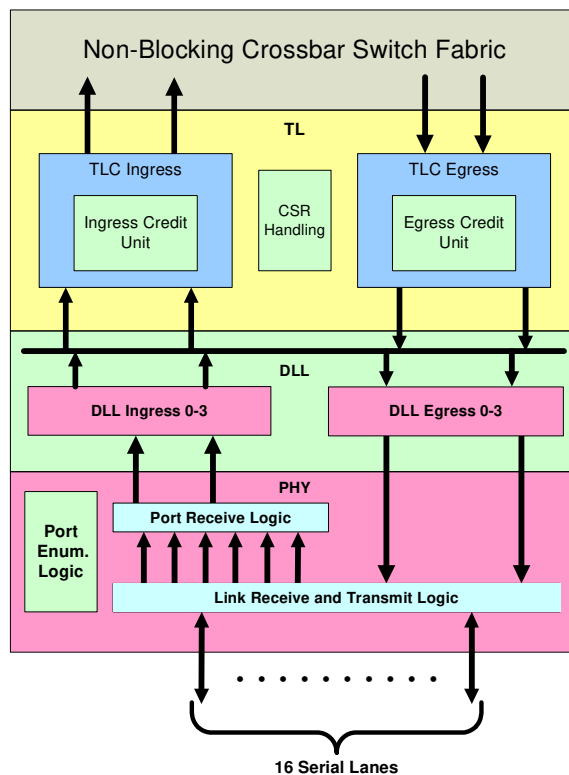 Non-Blocking Crossbar Switch Fabric
TL
TLC Ingress
Ingress Credit
Unit
CSR
Handling
TLC Egress
Egress Credit
Unit
DLL
DLL Ingress 0-3
DLL Egress 0-3
PHY
Port
Enum.
Logic
Port Receive Logic
Link Receive and Transmit Logic
16 Serial Lanes